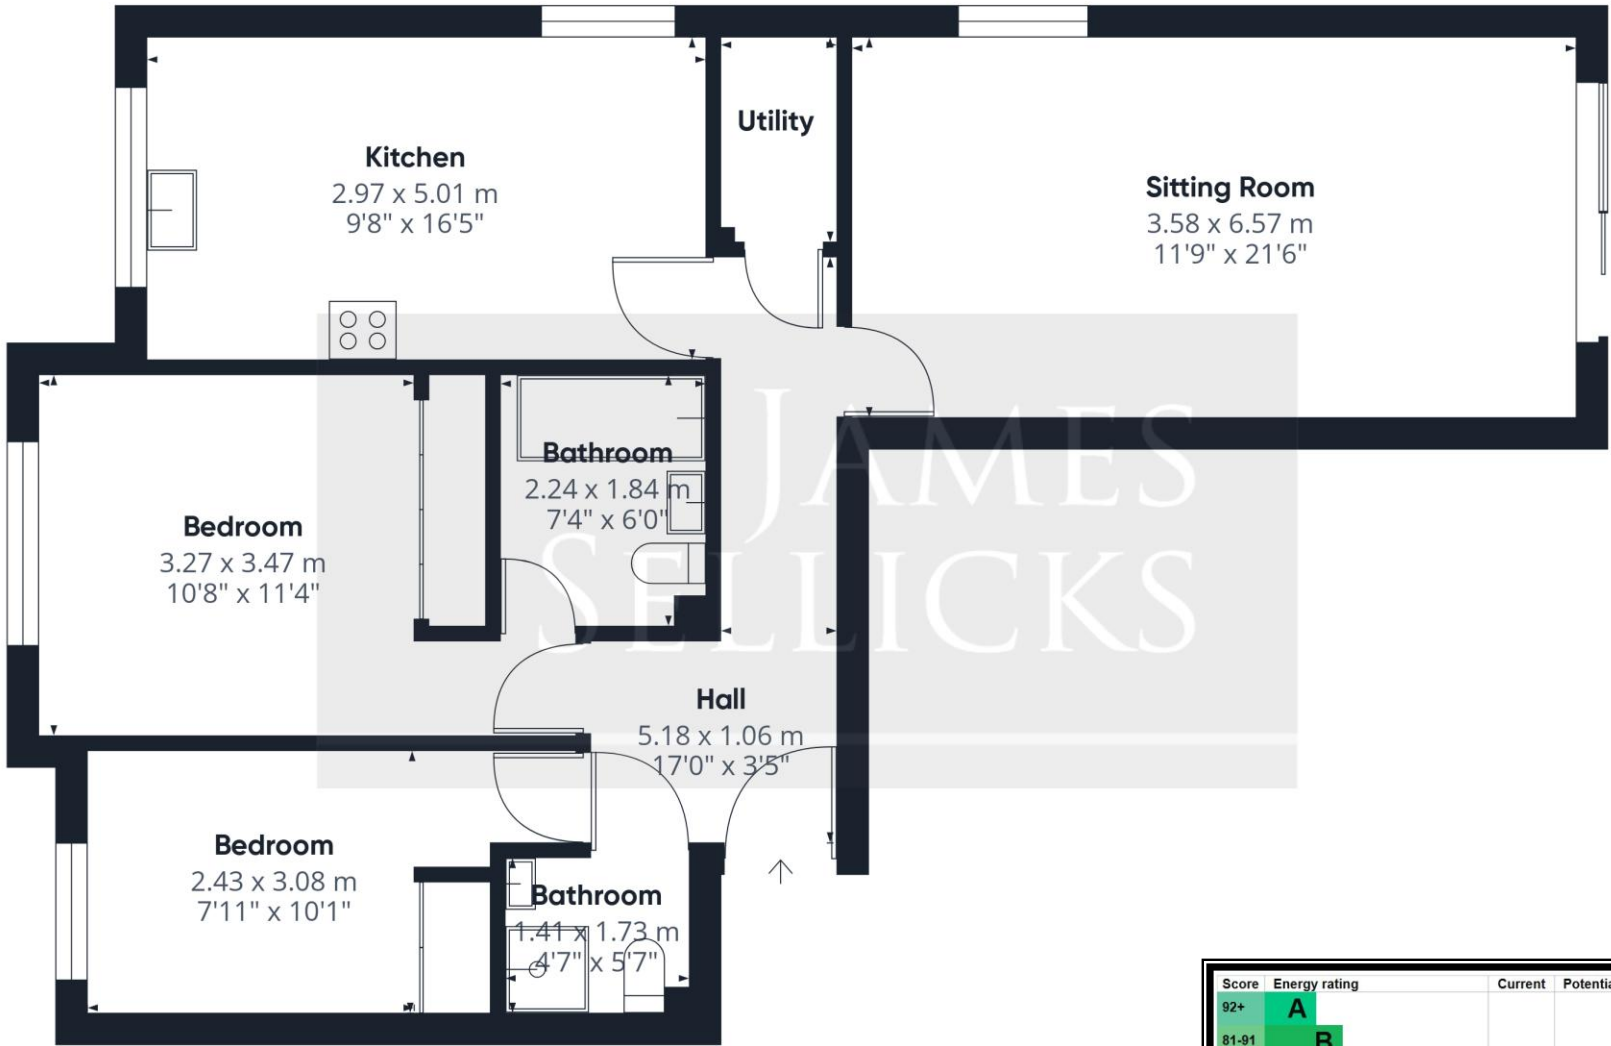 Kitchen
2.97 x 5.01 m
9'8" x 16'5"
Utility
Sitting Room
3.58 x 6.57 m
11'9" x 21'6"
Bathroom
2.24 x 1.84 m
7'4" x 6'0"
Bedroom
3.27 x 3.47 m
10'8" x 11'4"
JAMES
SELLICKS
Hall
5.18 x 1.06 m
17'0" x 3'5"
Bedroom
2.43 x 3.08 m
7'11" x 10'1"
Bathroom
1.41 x 1.73 m
4'7" x 5'7"
Score Energy rating Current Potentia
92+ A
81-91 B